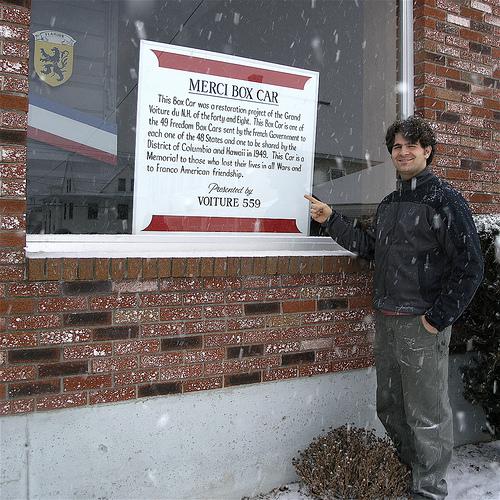 FLANDER
MERCI BOX CAR
This Box Car was a restoration project of the Grand
Voiture du N.H. of the forty and Eight. This Box Car is one of
the 49 Freedom Box Cars sent by the french Government to
each one of the 48 States and one to be shared by the
District of Columbia and Hawaii in 1949. This Car is a
Memorial to those who lost their lives in all Wars and
to Franco American friendship.
Presented by
VOITURE 559